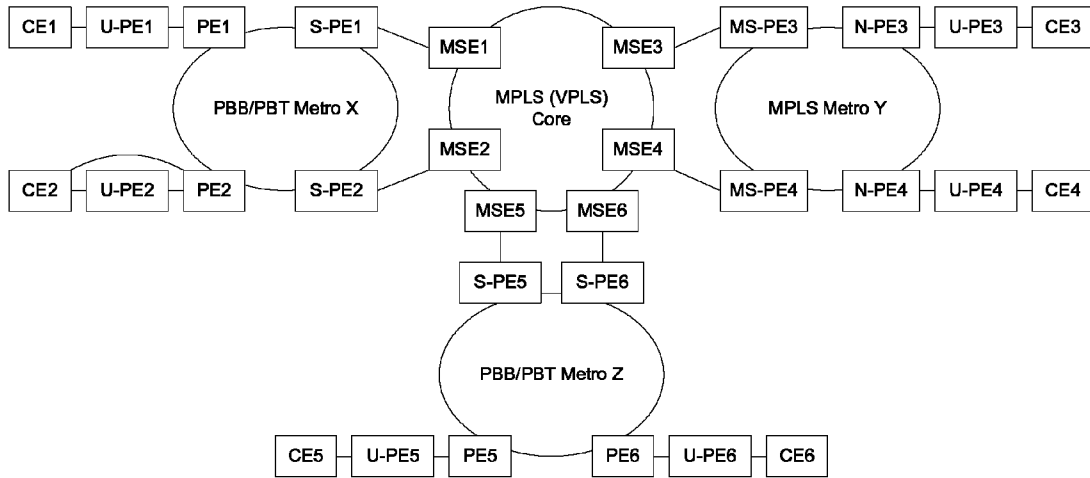 CE1 U-PE1 PE1 S-PE1 MSE1 MSE3 MS-PE3 N-PE3 U-PE3 CE3
PBB/PBT Metro X
MPLS (VPLS)
Core
MPLS Metro Y
MSE2 MSE4
CE2 U-PE2 PE2 S-PE2 MS-PE4 N-PE4 U-PE4 CE4
MSE5 MSE6
S-PE5 S-PE6
PBB/PBT Metro Z
CE5 U-PE5 PE5 PE6 U-PE6 CE6